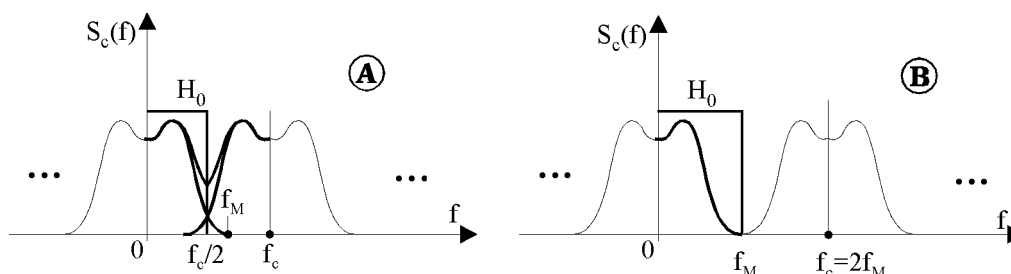 S_c(f)
A
H_0
...
...
f_M
f
0
f_c/2
f_c
S_c(f)
B
H_0
...
...
f
0
f_M
f_c=2f_M